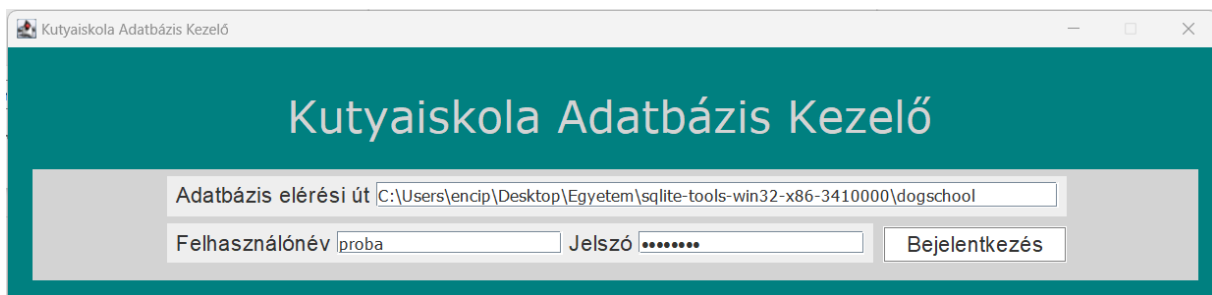 Kutyaiskola Adatbázis Kezelő
Kutyaiskola Adatbázis Kezelő
Adatbázis elérési út C:\Users\encip\Desktop\Egyetem\sqlite-tools-win32-x86-3410000\dogschool
Felhasználónév proba Jelszó •••••••• Bejelentkezés